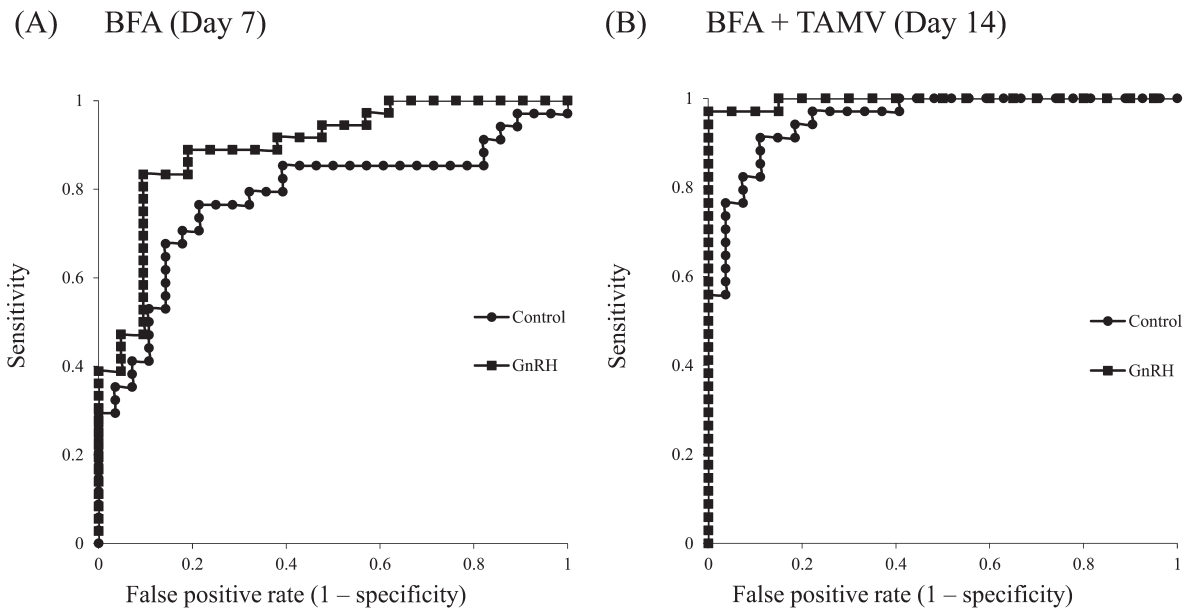 (A) BFA (Day 7)
1
0.8
0.6
0.4
0.2
0
0 0.2 0.4 0.6 0.8 1
Sensitivity
False positive rate (1 – specificity)
Control
GnRH
(B) BFA + TAMV (Day 14)
1
0.8
0.6
0.4
0.2
0
0 0.2 0.4 0.6 0.8 1
Sensitivity
False positive rate (1 – specificity)
Control
GnRH